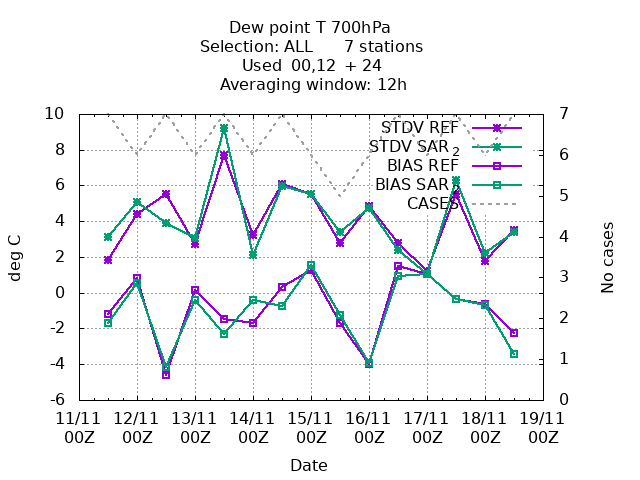 Dew point T 700hPa
Selection: ALL 7 stations
Used 00,12 + 24
Averaging window: 12h
10
8
6
4
2
0
-2
-4
-6
deg C
7
6
5
4
3
2
1
0
No cases
STDV REF
STDV SAR 2
BIAS REF
BIAS SAR 2
CASES
11/11 12/11 13/11 14/11 15/11 16/11 17/11 18/11 19/11
00Z 00Z 00Z 00Z 00Z 00Z 00Z 00Z 00Z
Date